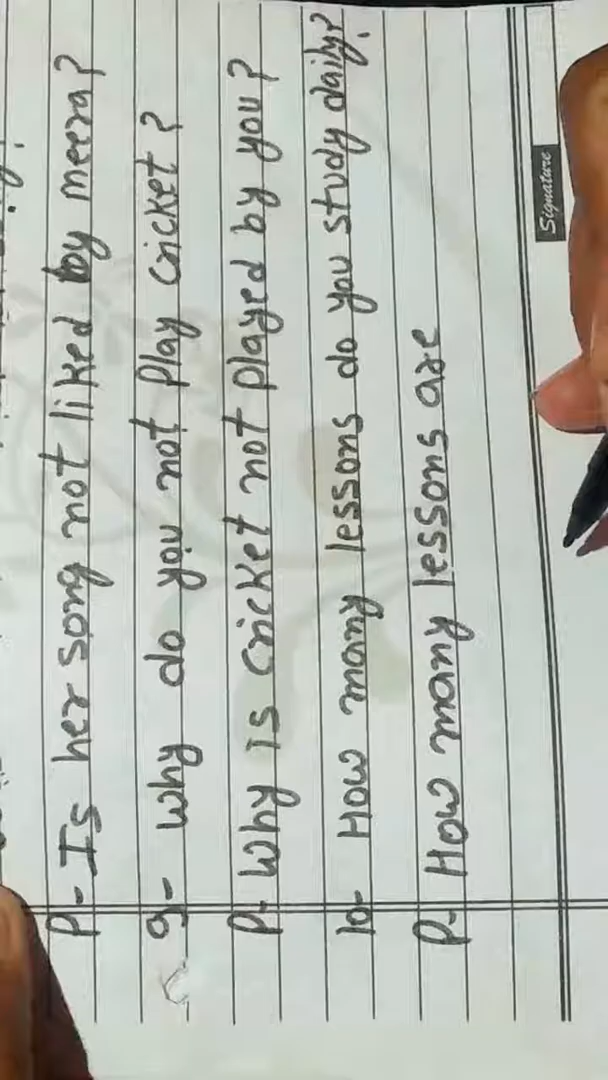 P- Is her song not liked by meera?
9- Why do you not Play cricket?
P- Why is cricket not played by you?
10- How many lessons do you study daily?
P- How many lessons are
Signature